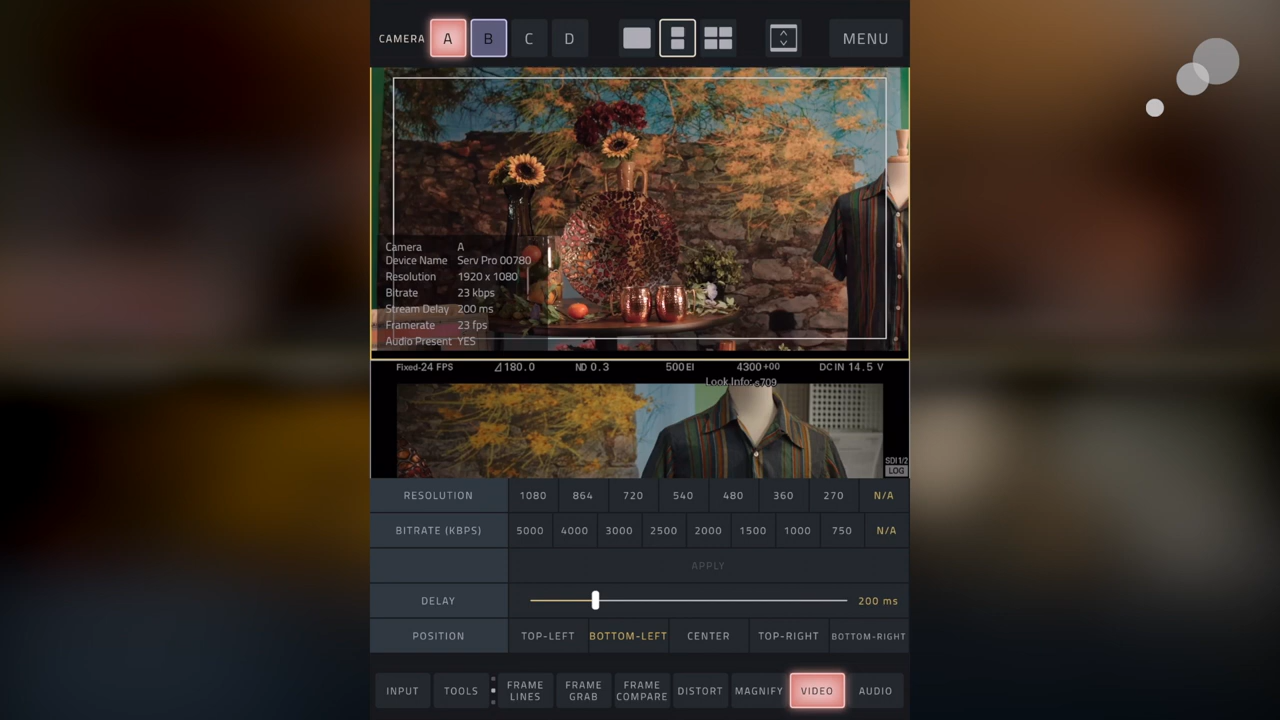 CAMERA A B C D MENU
Camera A
Device Name Serv Pro 00780
Resolution 1920 x 1080
Bitrate 23 kbps
Stream Delay 200 ms
Framerate 23 fps
Audio Present YES
Fixed-24 FPS ⊿180.0 ND 0.3 500 EI 4300+00 DC IN 14.5 V
Look.Info:.s709
SDI 1/2
LOG
RESOLUTION 1080 864 720 540 480 360 270 N/A
BITRATE (KBPS) 5000 4000 3000 2500 2000 1500 1000 750 N/A
APPLY
DELAY 200 ms
POSITION TOP-LEFT BOTTOM-LEFT CENTER TOP-RIGHT BOTTOM-RIGHT
INPUT TOOLS FRAME LINES FRAME GRAB FRAME COMPARE DISTORT MAGNIFY VIDEO AUDIO